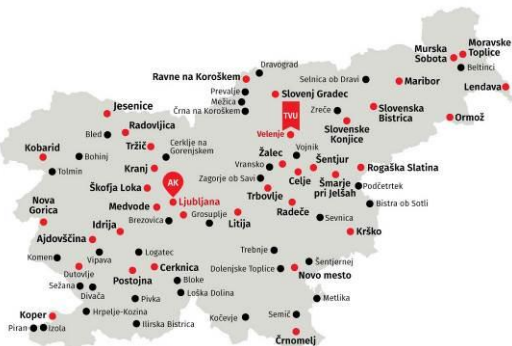 Dravograd
Murska
Sobota
Moravske
Toplice
Beltinci
Ravne na Koroškem
Prevalje
Mežica
Črna na Koroškem
Slovenj Gradec
Selnica ob Dravi
Maribor
Lendava
Jesenice
TVU
Zreče
Slovenska
Bistrica
Ormož
Radovljica
Bled
Velenje
Slovenske
Konjice
Kobarid
Bohinj
Tržič
Cerklje na
Gorenjskem
Vojnik
Žalec
Šentjur
Rogaška Slatina
Tolmin
Kranj
Vransko
Zagorje ob Savi
Celje
Šmarje
pri Jelšah
Podčetrtek
AK
Škofja Loka
Trbovlje
Bistra ob Sotli
Nova
Gorica
Medvode
Ljubljana
Radeče
Brezovica
Grosuplje
Litija
Sevnica
Idrija
Krško
Ajdovščina
Komen
Vipava
Logatec
Trebnje
Šentjernej
Dutovlje
Cerknica
Dolenjske Toplice
Novo mesto
Sežana
Postojna
Bloke
Divača
Pivka
Loška Dolina
Metlika
Koper
Hrpelje-Kozina
Kočevje
Semič
Piran
Izola
Ilirska Bistrica
Črnomelj